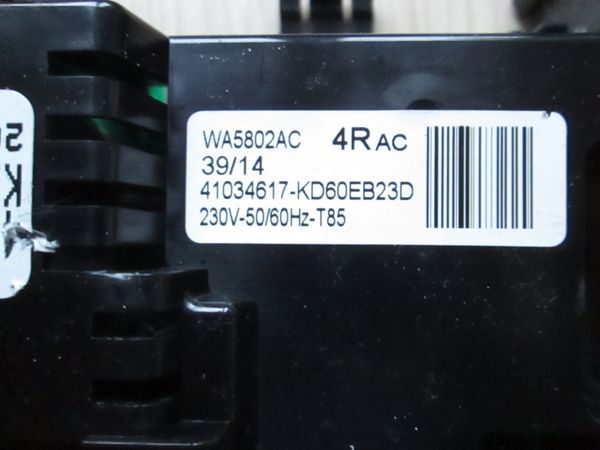 WA5802AC 4R AC
39/14
41034617-KD60EB23D
230V-50/60Hz-T85